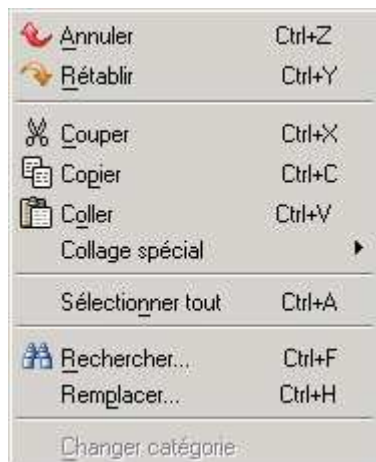 Annuler Ctrl+Z
Rétablir Ctrl+Y
Couper Ctrl+X
Copier Ctrl+C
Coller Ctrl+V
Collage spécial
Sélectionner tout Ctrl+A
Rechercher... Ctrl+F
Remplacer... Ctrl+H
Changer catégorie